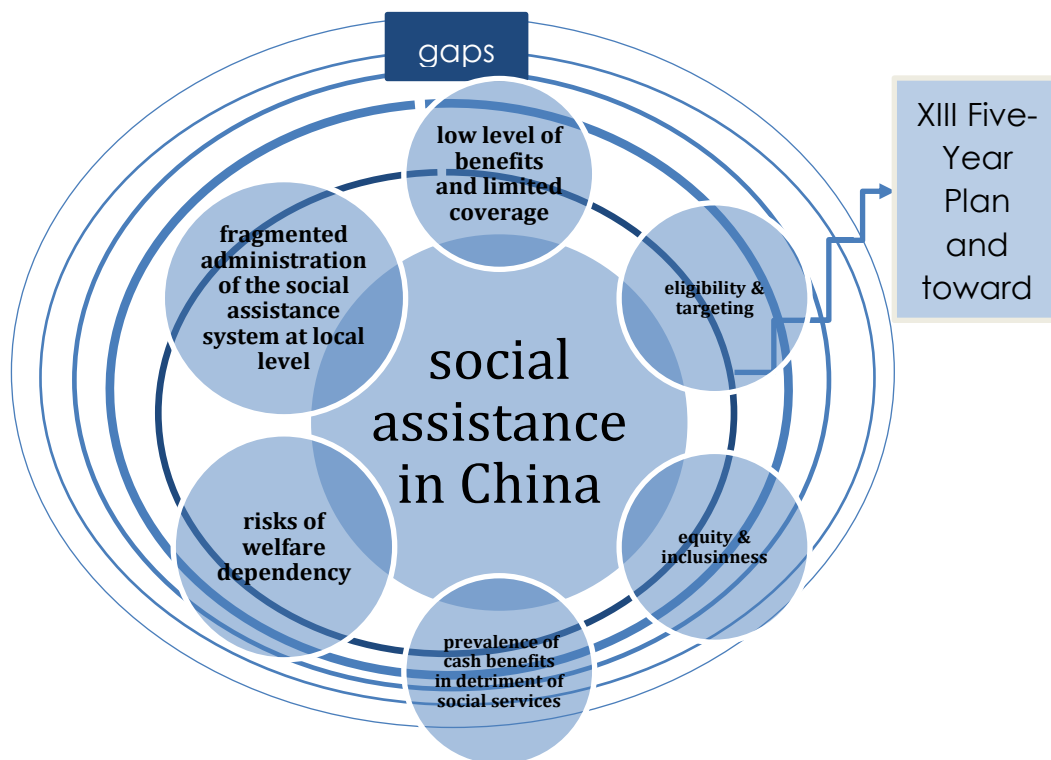 gaps
low level of
benefits
and limited
coverage
eligibility &
targeting
equity &
inclusinness
prevalence of
cash benefits
in detriment of
social services
risks of
welfare
dependency
fragmented
administration
of the social
assistance
system at local
level
social
assistance
in China
XIII Five-
Year
Plan
and
toward